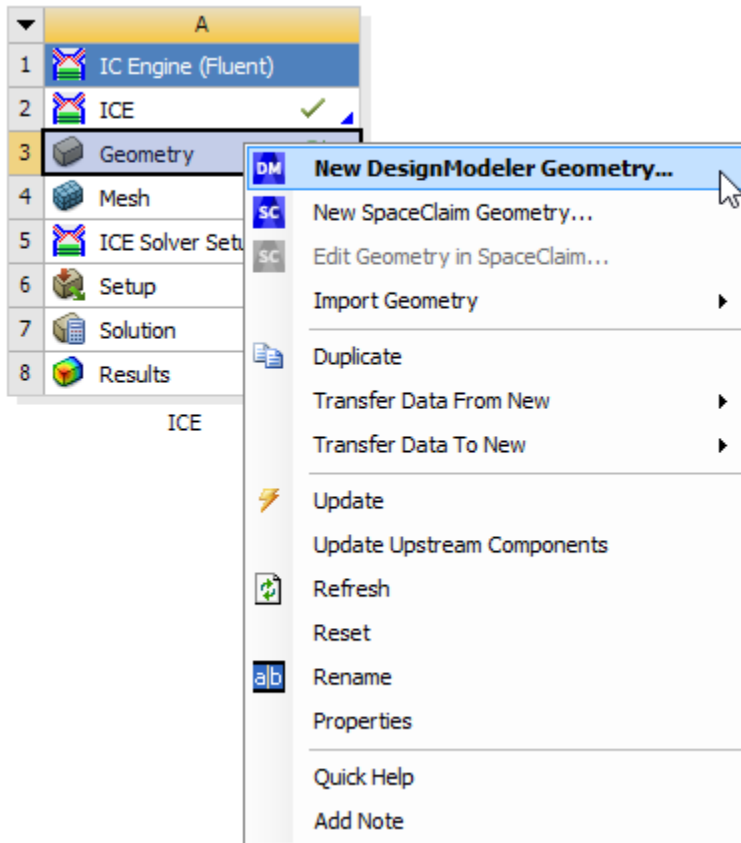 A
1 IC Engine (Fluent)
2 ICE
3 Geometry
4 Mesh
5 ICE Solver Setu
6 Setup
7 Solution
8 Results
ICE
DM New DesignModeler Geometry...
SC New SpaceClaim Geometry...
SC Edit Geometry in SpaceClaim...
Import Geometry
Duplicate
Transfer Data From New
Transfer Data To New
Update
Update Upstream Components
Refresh
Reset
a|b Rename
Properties
Quick Help
Add Note